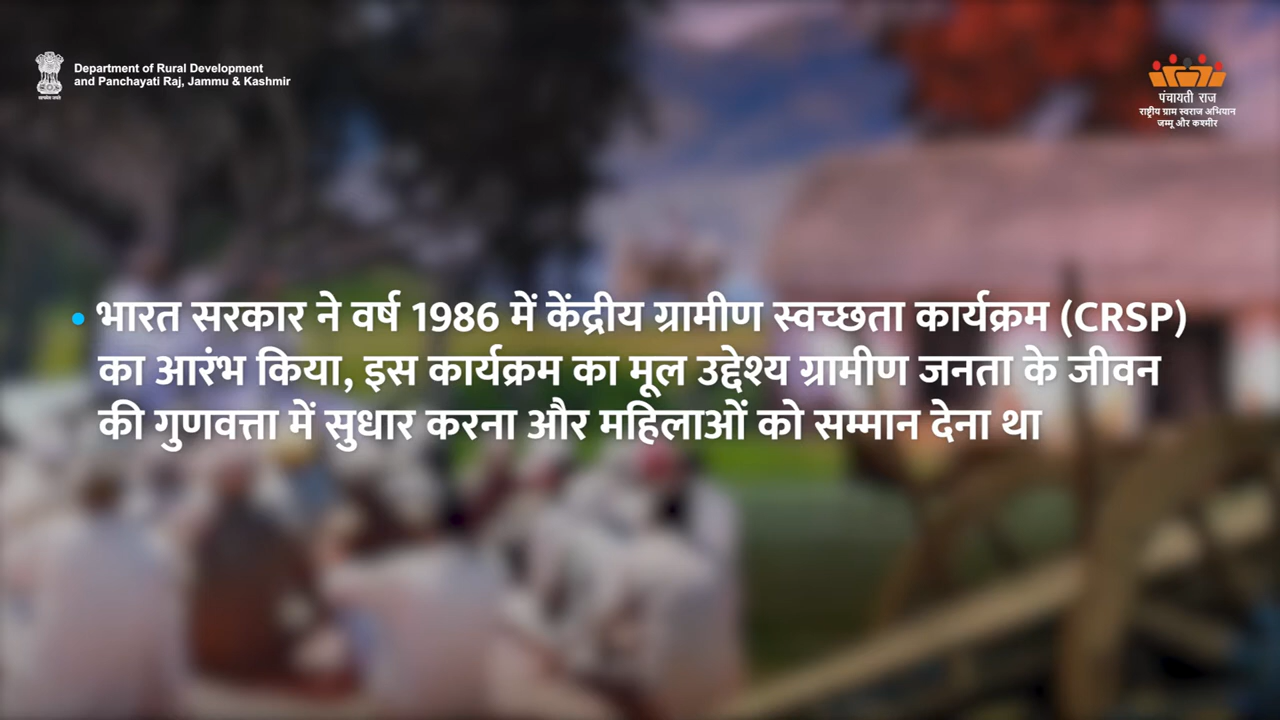 Department of Rural Development
and Panchayati Raj, Jammu & Kashmir
पंचायती राज
राष्ट्रीय ग्राम स्वराज अभियान
जम्मू और कश्मीर
• भारत सरकार ने वर्ष 1986 में केंद्रीय ग्रामीण स्वच्छता कार्यक्रम (CRSP)
का आरंभ किया, इस कार्यक्रम का मूल उद्देश्य ग्रामीण जनता के जीवन
की गुणवत्ता में सुधार करना और महिलाओं को सम्मान देना था